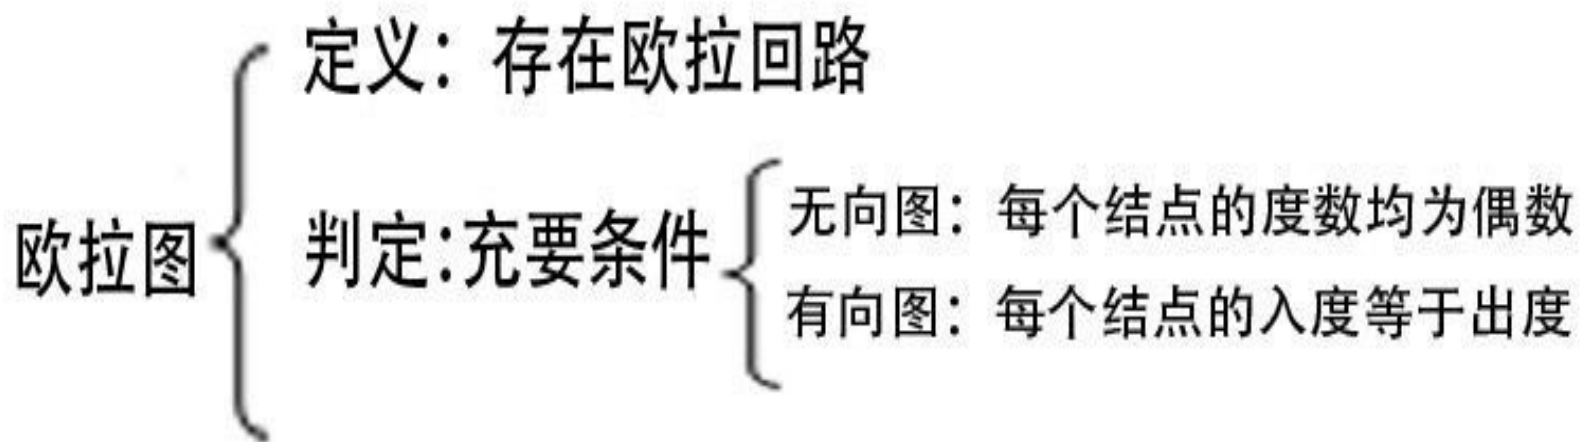 定义：存在欧拉回路
欧拉图
判定:充要条件
无向图：每个结点的度数均为偶数
有向图：每个结点的入度等于出度